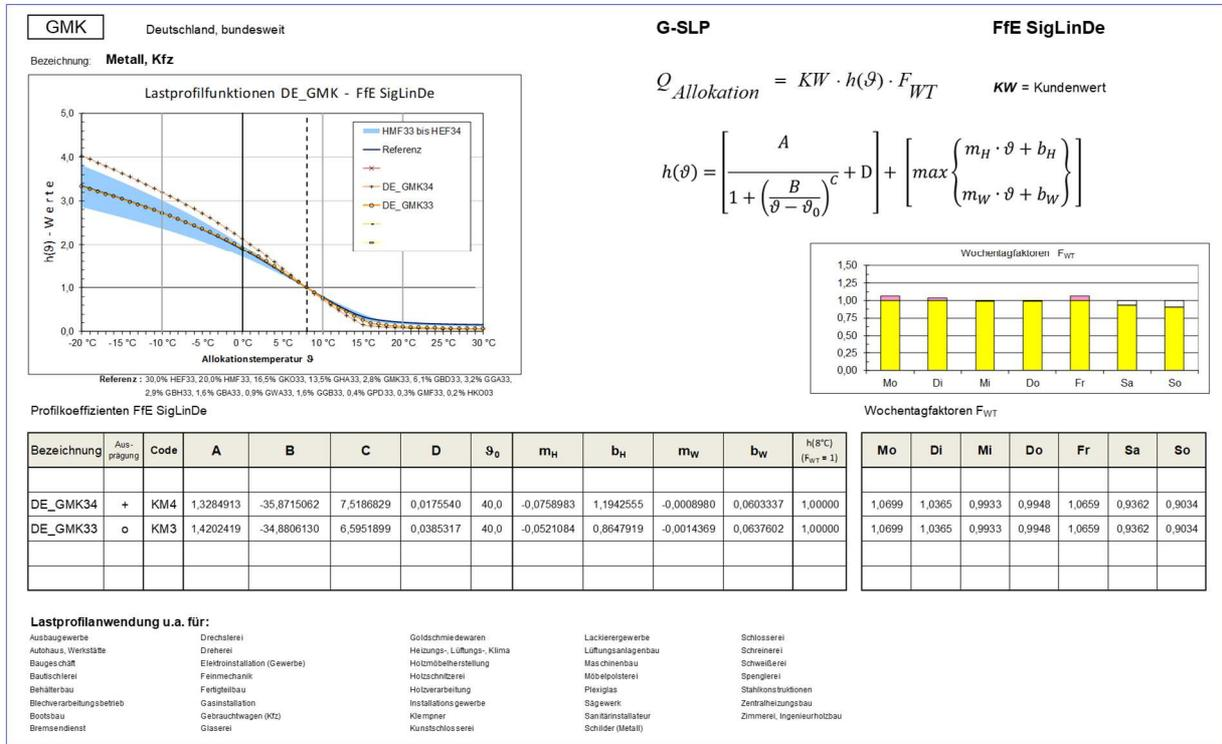 GMK
Deutschland, bundesweit
G-SLP
FfE SigLinDe
Bezeichnung: Metall, Kfz
Q Allokation = KW · h(ϑ) · F WT
KW = Kundenwert
h(ϑ) = [A / (1 + (B / (ϑ − ϑ0))^C) + D] + [max {m_H · ϑ + b_H ; m_W · ϑ + b_W}]
Lastprofilfunktionen DE_GMK - FfE SigLinDe
h(ϑ) - Werte
5,0
4,0
3,0
2,0
1,0
0,0
HMF33 bis HEF34
Referenz
DE_GMK34
DE_GMK33
-20 °C -15 °C -10 °C -5 °C 0 °C 5 °C 10 °C 15 °C 20 °C 25 °C 30 °C
Allokationstemperatur ϑ
Referenz : 30,0% HEF33, 20,0% HMF33, 16,5% GKO33, 13,5% GHA33, 2,8% GMK33, 6,1% GBD33, 3,2% GGA33,
2,9% GBH33, 1,6% GBA33, 0,9% GWA33, 1,6% GGB33, 0,4% GPD33, 0,3% GMF33, 0,2% HKO03
Wochentagfaktoren F WT
1,50
1,25
1,00
0,75
0,50
0,25
0,00
Mo Di Mi Do Fr Sa So
Profilkoeffizienten FfE SigLinDe
Bezeichnung Aus-prägung Code A B C D ϑ0 mH bH mW bW h(8°C) (FWT = 1)
DE_GMK34 + KM4 1,3284913 -35,8715062 7,5186829 0,0175540 40,0 -0,0758983 1,1942555 -0,0008980 0,0603337 1,00000
DE_GMK33 o KM3 1,4202419 -34,8806130 6,5951899 0,0385317 40,0 -0,0521084 0,8647919 -0,0014369 0,0637602 1,00000
Wochentagfaktoren FWT
Mo Di Mi Do Fr Sa So
1,0699 1,0365 0,9933 0,9948 1,0659 0,9362 0,9034
1,0699 1,0365 0,9933 0,9948 1,0659 0,9362 0,9034
Lastprofilanwendung u.a. für:
Ausbaugewerbe
Autohaus, Werkstätte
Baugeschäft
Bautischlerei
Behälterbau
Blechverarbeitungsbetrieb
Bootsbau
Bremsendienst
Drechslerei
Dreherei
Elektroinstallation (Gewerbe)
Feinmechanik
Fertigteilbau
Gasinstallation
Gebrauchtwagen (Kfz)
Glaserei
Goldschmiedewaren
Heizungs-, Lüftungs-, Klima
Holzmöbelherstellung
Holzschnitzerei
Holzverarbeitung
Installationsgewerbe
Klempner
Kunstschlosserei
Lackierergewerbe
Lüftungsanlagenbau
Maschinenbau
Möbelpolsterei
Plexiglas
Sägewerk
Sanitärinstallateur
Schilder (Metall)
Schlosserei
Schreinerei
Schweißerei
Spenglerei
Stahlkonstruktionen
Zentralheizungsbau
Zimmerei, Ingenieurholzbau